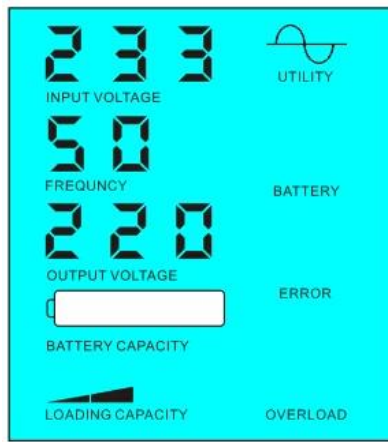 233
INPUT VOLTAGE
UTILITY
50
FREQUNCY
BATTERY
220
OUTPUT VOLTAGE
ERROR
BATTERY CAPACITY
LOADING CAPACITY
OVERLOAD